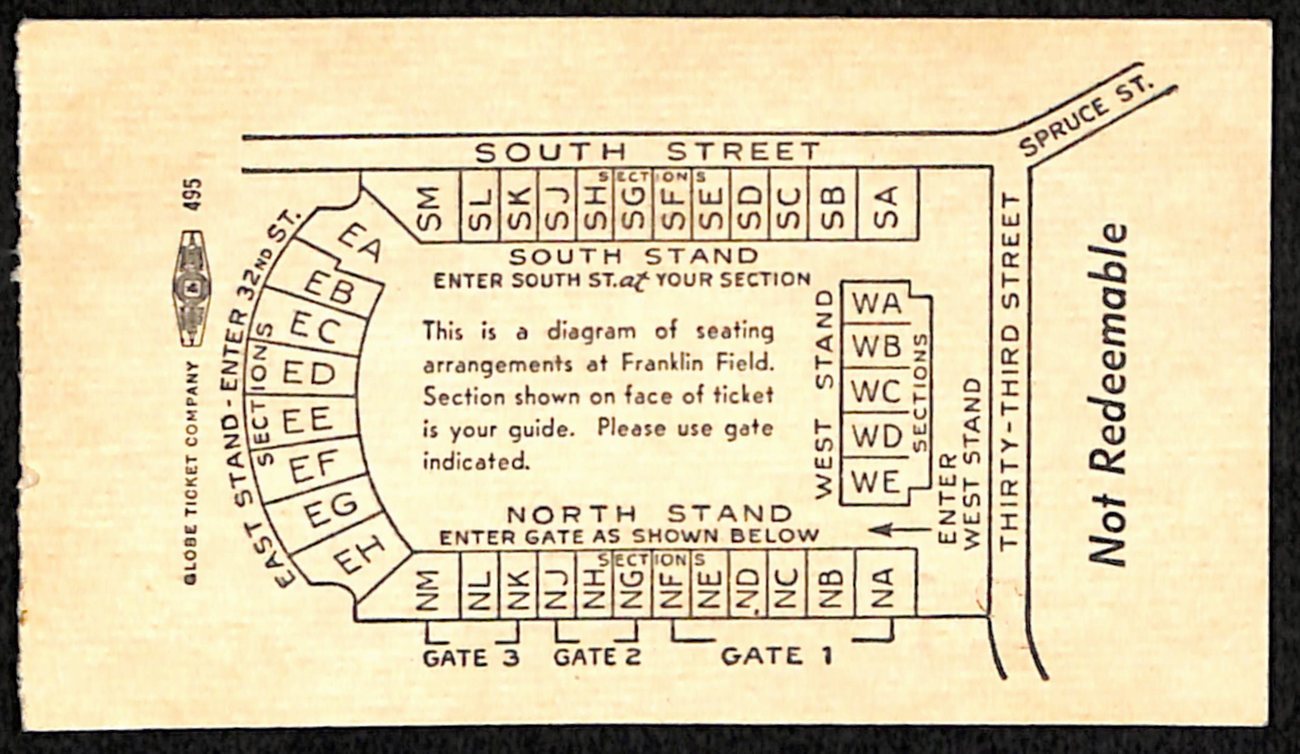 SPRUCE ST.
SOUTH STREET
SECTIONS
SM SL SK SJ SH SG SF SE SD SC SB SA
SOUTH STAND
ENTER SOUTH ST. at YOUR SECTION
This is a diagram of seating
arrangements at Franklin Field.
Section shown on face of ticket
is your guide. Please use gate
indicated.
EAST STAND - ENTER 32ND ST.
SECTIONS
EA
EB
EC
ED
EE
EF
EG
EH
WEST STAND
WA
WB
WC
WD
WE
SECTIONS
ENTER
WEST STAND
THIRTY-THIRD STREET
NORTH STAND
ENTER GATE AS SHOWN BELOW
SECTIONS
NM NL NK NJ NH NG NF NE ND NC NB NA
GATE 3 GATE 2 GATE 1
GLOBE TICKET COMPANY 495
Not Redeemable